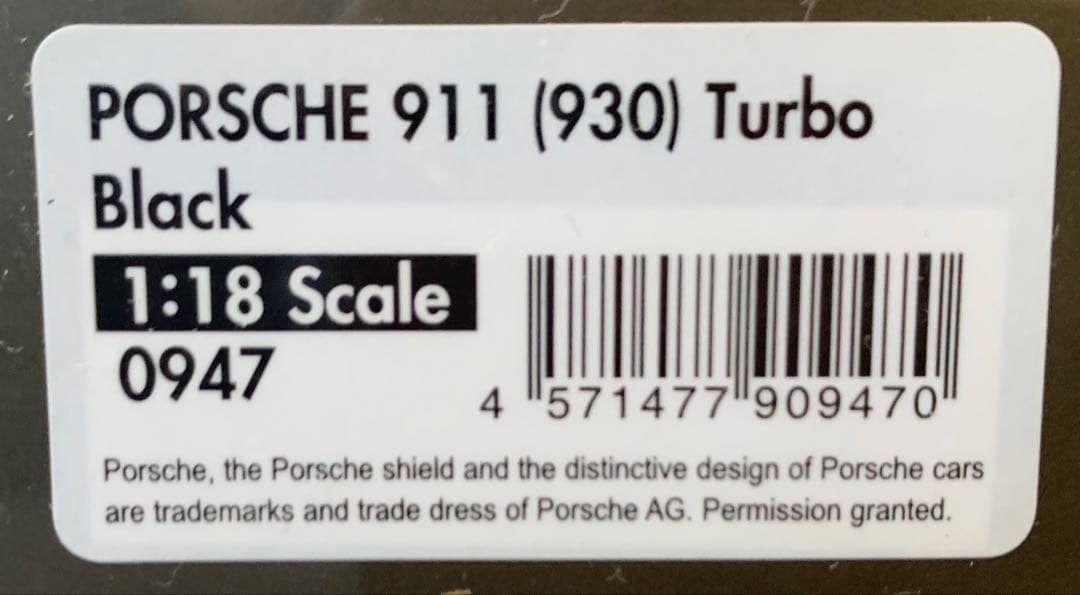 PORSCHE 911 (930) Turbo
Black
1:18 Scale
0947
4 571477 909470
Porsche, the Porsche shield and the distinctive design of Porsche cars
are trademarks and trade dress of Porsche AG. Permission granted.